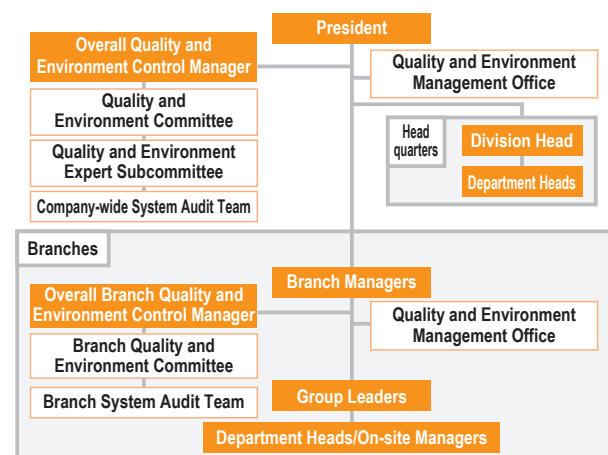 President
Overall Quality and
Environment Control Manager
Quality and Environment
Management Office
Quality and
Environment Committee
Head
quarters
Division Head
Quality and Environment
Expert Subcommittee
Department Heads
Company-wide System Audit Team
Branches
Branch Managers
Overall Branch Quality and
Environment Control Manager
Quality and Environment
Management Office
Branch Quality and
Environment Committee
Group Leaders
Branch System Audit Team
Department Heads/On-site Managers